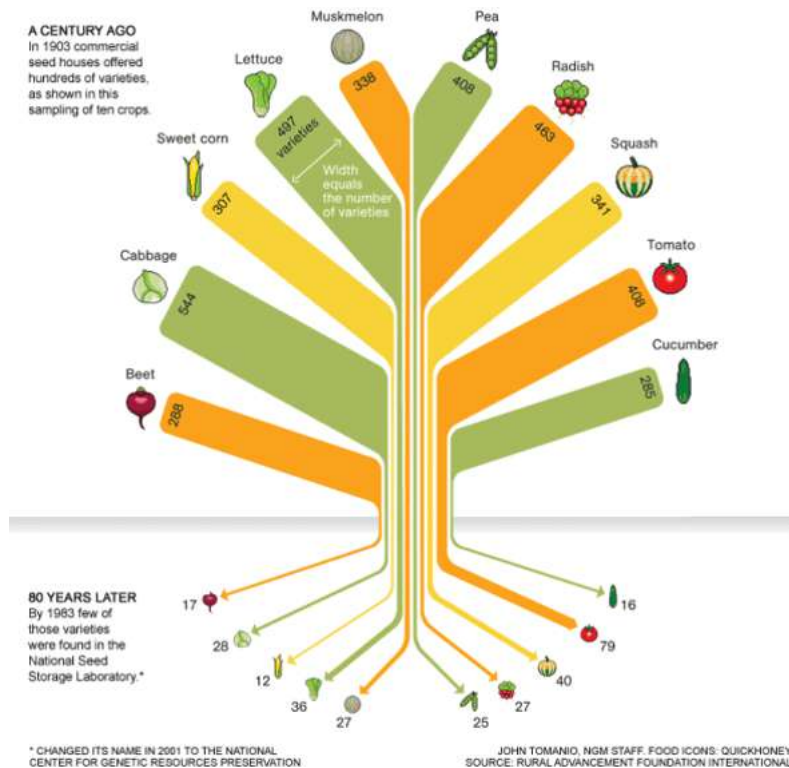 A CENTURY AGO
In 1903 commercial
seed houses offered
hundreds of varieties,
as shown in this
sampling of ten crops.
Muskmelon
338
Pea
408
Lettuce
497
varieties
Width
equals
the number
of varieties
Radish
463
Sweet corn
307
Squash
341
Cabbage
544
Tomato
408
Beet
288
Cucumber
285
80 YEARS LATER
By 1983 few of
those varieties
were found in the
National Seed
Storage Laboratory.*
17
28
12
36
27
25
27
40
79
16
* CHANGED ITS NAME IN 2001 TO THE NATIONAL
CENTER FOR GENETIC RESOURCES PRESERVATION
JOHN TOMANIO, NGM STAFF. FOOD ICONS: QUICKHONEY
SOURCE: RURAL ADVANCEMENT FOUNDATION INTERNATIONAL